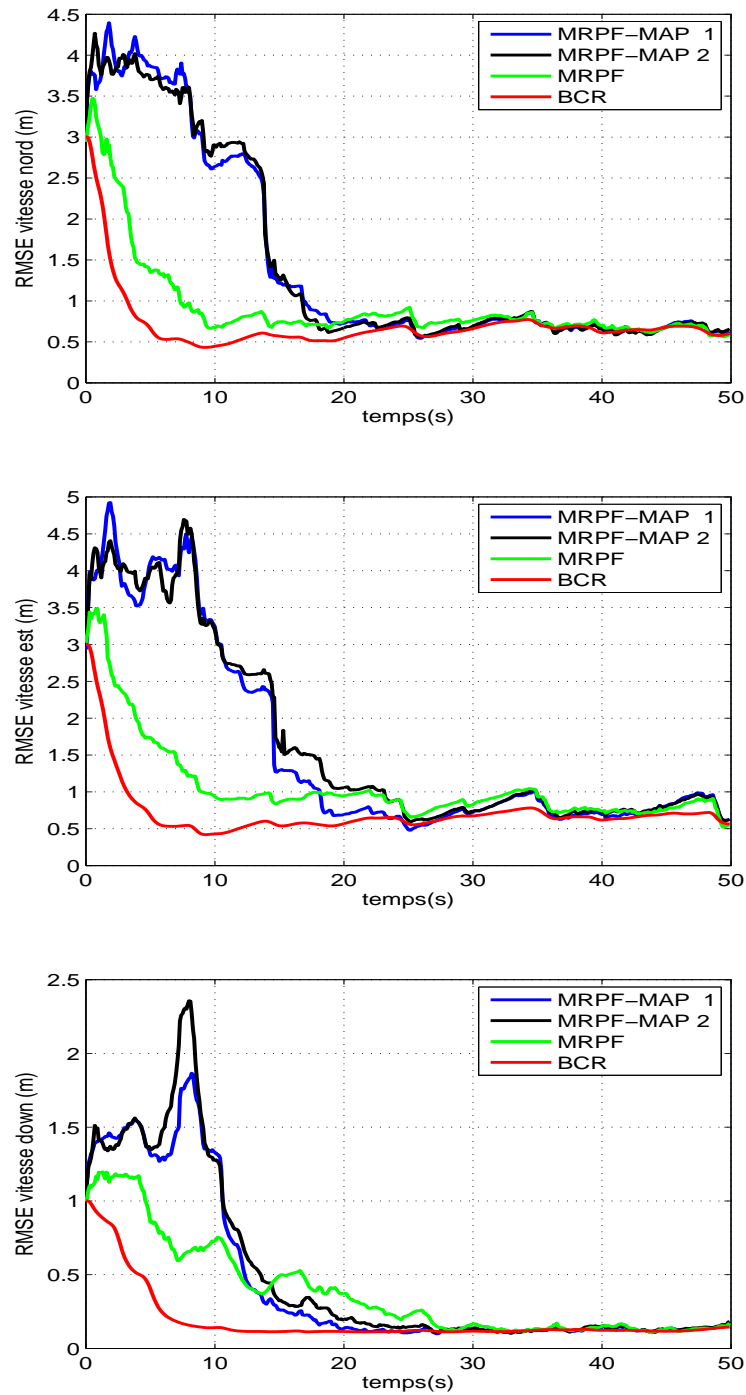 4.5
4
3.5
3
2.5
2
1.5
1
0.5
0
RMSE vitesse nord (m)
MRPF−MAP 1
MRPF−MAP 2
MRPF
BCR
0 10 20 30 40 50
temps(s)
5
4.5
4
3.5
3
2.5
2
1.5
1
0.5
0
RMSE vitesse est (m)
MRPF−MAP 1
MRPF−MAP 2
MRPF
BCR
0 10 20 30 40 50
temps(s)
2.5
2
1.5
1
0.5
0
RMSE vitesse down (m)
MRPF−MAP 1
MRPF−MAP 2
MRPF
BCR
0 10 20 30 40 50
temps(s)